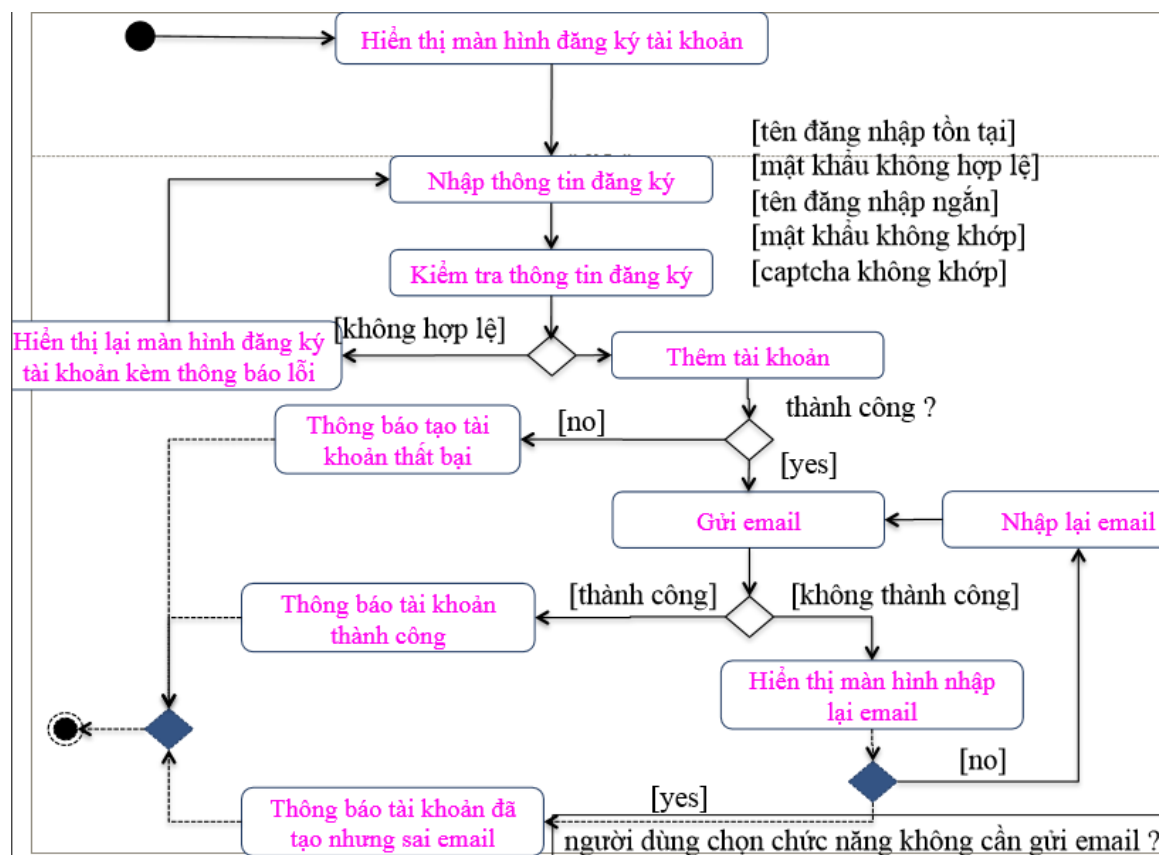 Hiển thị màn hình đăng ký tài khoản
[tên đăng nhập tồn tại]
[mật khẩu không hợp lệ]
[tên đăng nhập ngắn]
[mật khẩu không khớp]
[captcha không khớp]
Nhập thông tin đăng ký
Kiểm tra thông tin đăng ký
[không hợp lệ]
Hiển thị lại màn hình đăng ký
tài khoản kèm thông báo lỗi
Thêm tài khoản
thành công ?
[no]
Thông báo tạo tài
khoản thất bại
[yes]
Gửi email
Nhập lại email
[thành công]
[không thành công]
Thông báo tài khoản
thành công
Hiển thị màn hình nhập
lại email
[no]
[yes]
Thông báo tài khoản đã
tạo nhưng sai email
người dùng chọn chức năng không cần gửi email ?